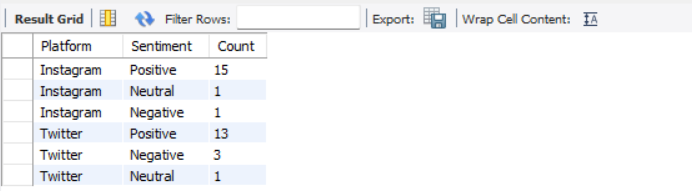 Result Grid Filter Rows: Export: Wrap Cell Content: IA
Platform Sentiment Count
Instagram Positive 15
Instagram Neutral 1
Instagram Negative 1
Twitter Positive 13
Twitter Negative 3
Twitter Neutral 1